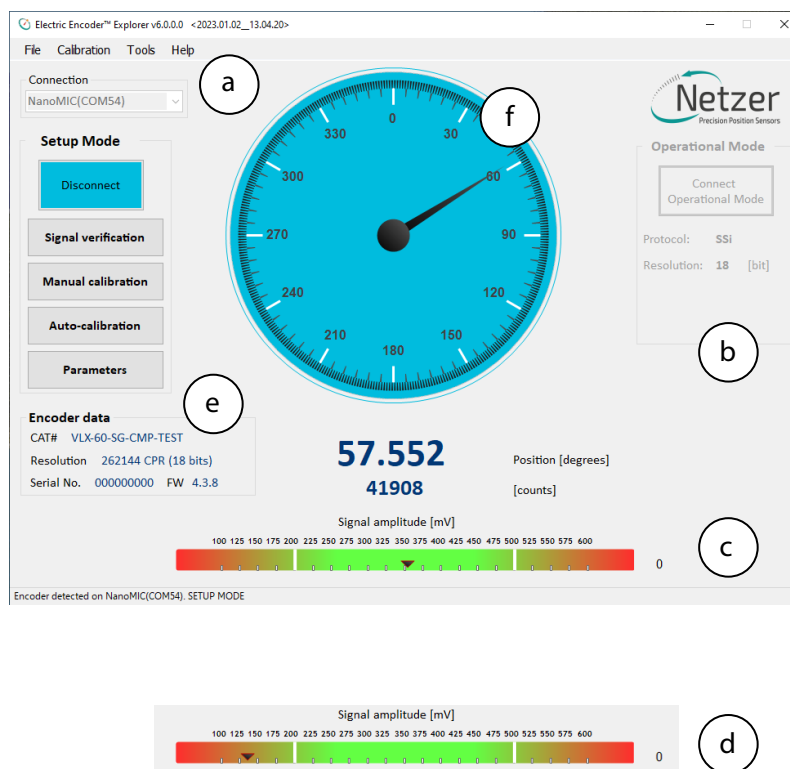 Electric Encoder™ Explorer v6.0.0.0 <2023.01.02__13.04.20>
File Calibration Tools Help
Connection
NanoMIC(COM54)
a
f
Netzer
Precision Position Sensors
Setup Mode
Disconnect
Signal verification
Manual calibration
Auto-calibration
Parameters
0
30
60
90
120
150
180
210
240
270
300
330
Operational Mode
Connect
Operational Mode
Protocol: SSi
Resolution: 18 [bit]
b
e
Encoder data
CAT# VLX-60-SG-CMP-TEST
Resolution 262144 CPR (18 bits)
Serial No. 000000000 FW 4.3.8
57.552 Position [degrees]
41908 [counts]
Signal amplitude [mV]
100 125 150 175 200 225 250 275 300 325 350 375 400 425 450 475 500 525 550 575 600
0
c
Encoder detected on NanoMIC(COM54). SETUP MODE
Signal amplitude [mV]
100 125 150 175 200 225 250 275 300 325 350 375 400 425 450 475 500 525 550 575 600
0
d